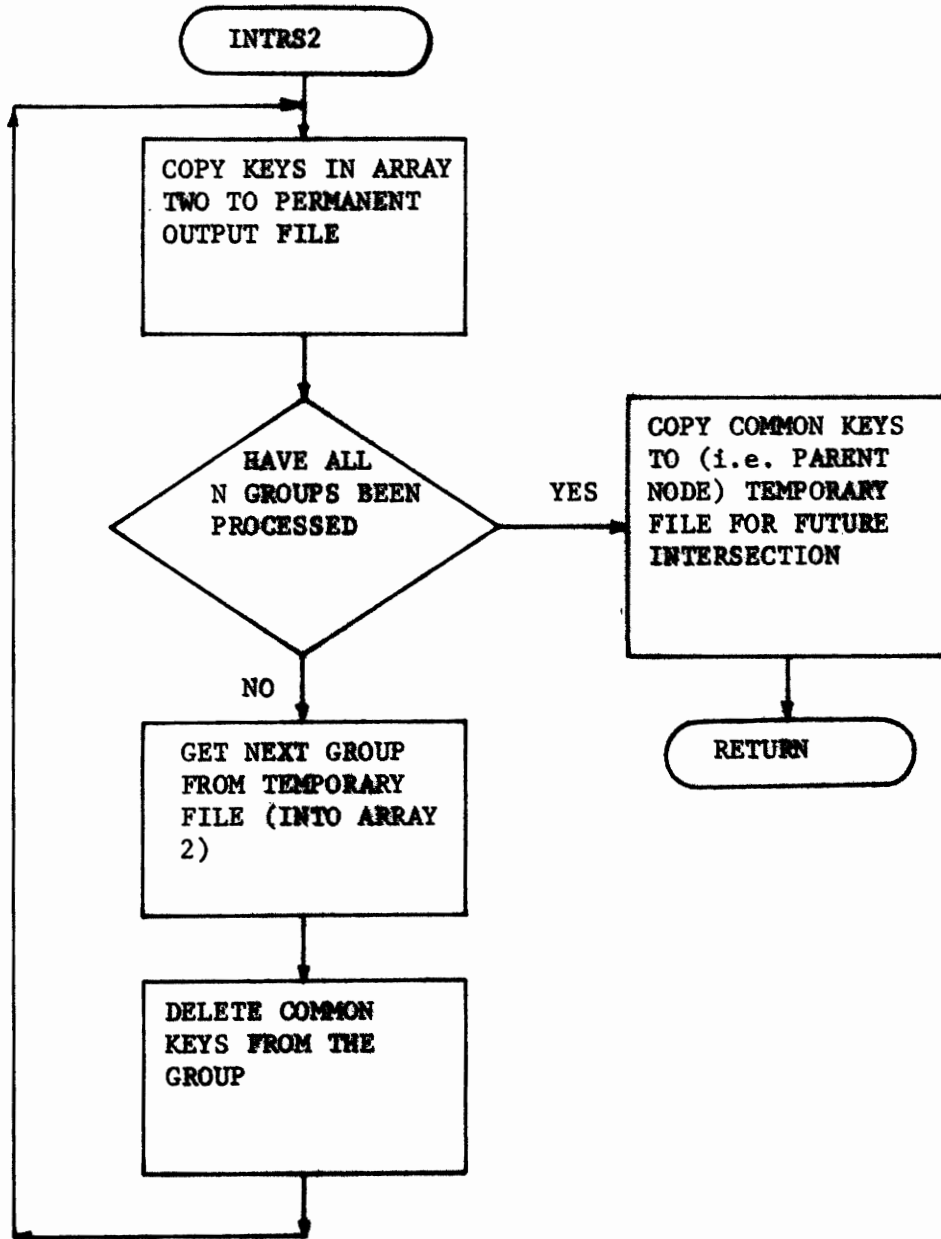 INTRS2
COPY KEYS IN ARRAY
TWO TO PERMANENT
OUTPUT FILE
HAVE ALL
N GROUPS BEEN
PROCESSED
YES
COPY COMMON KEYS
TO (i.e. PARENT
NODE) TEMPORARY
FILE FOR FUTURE
INTERSECTION
RETURN
NO
GET NEXT GROUP
FROM TEMPORARY
FILE (INTO ARRAY
2)
DELETE COMMON
KEYS FROM THE
GROUP